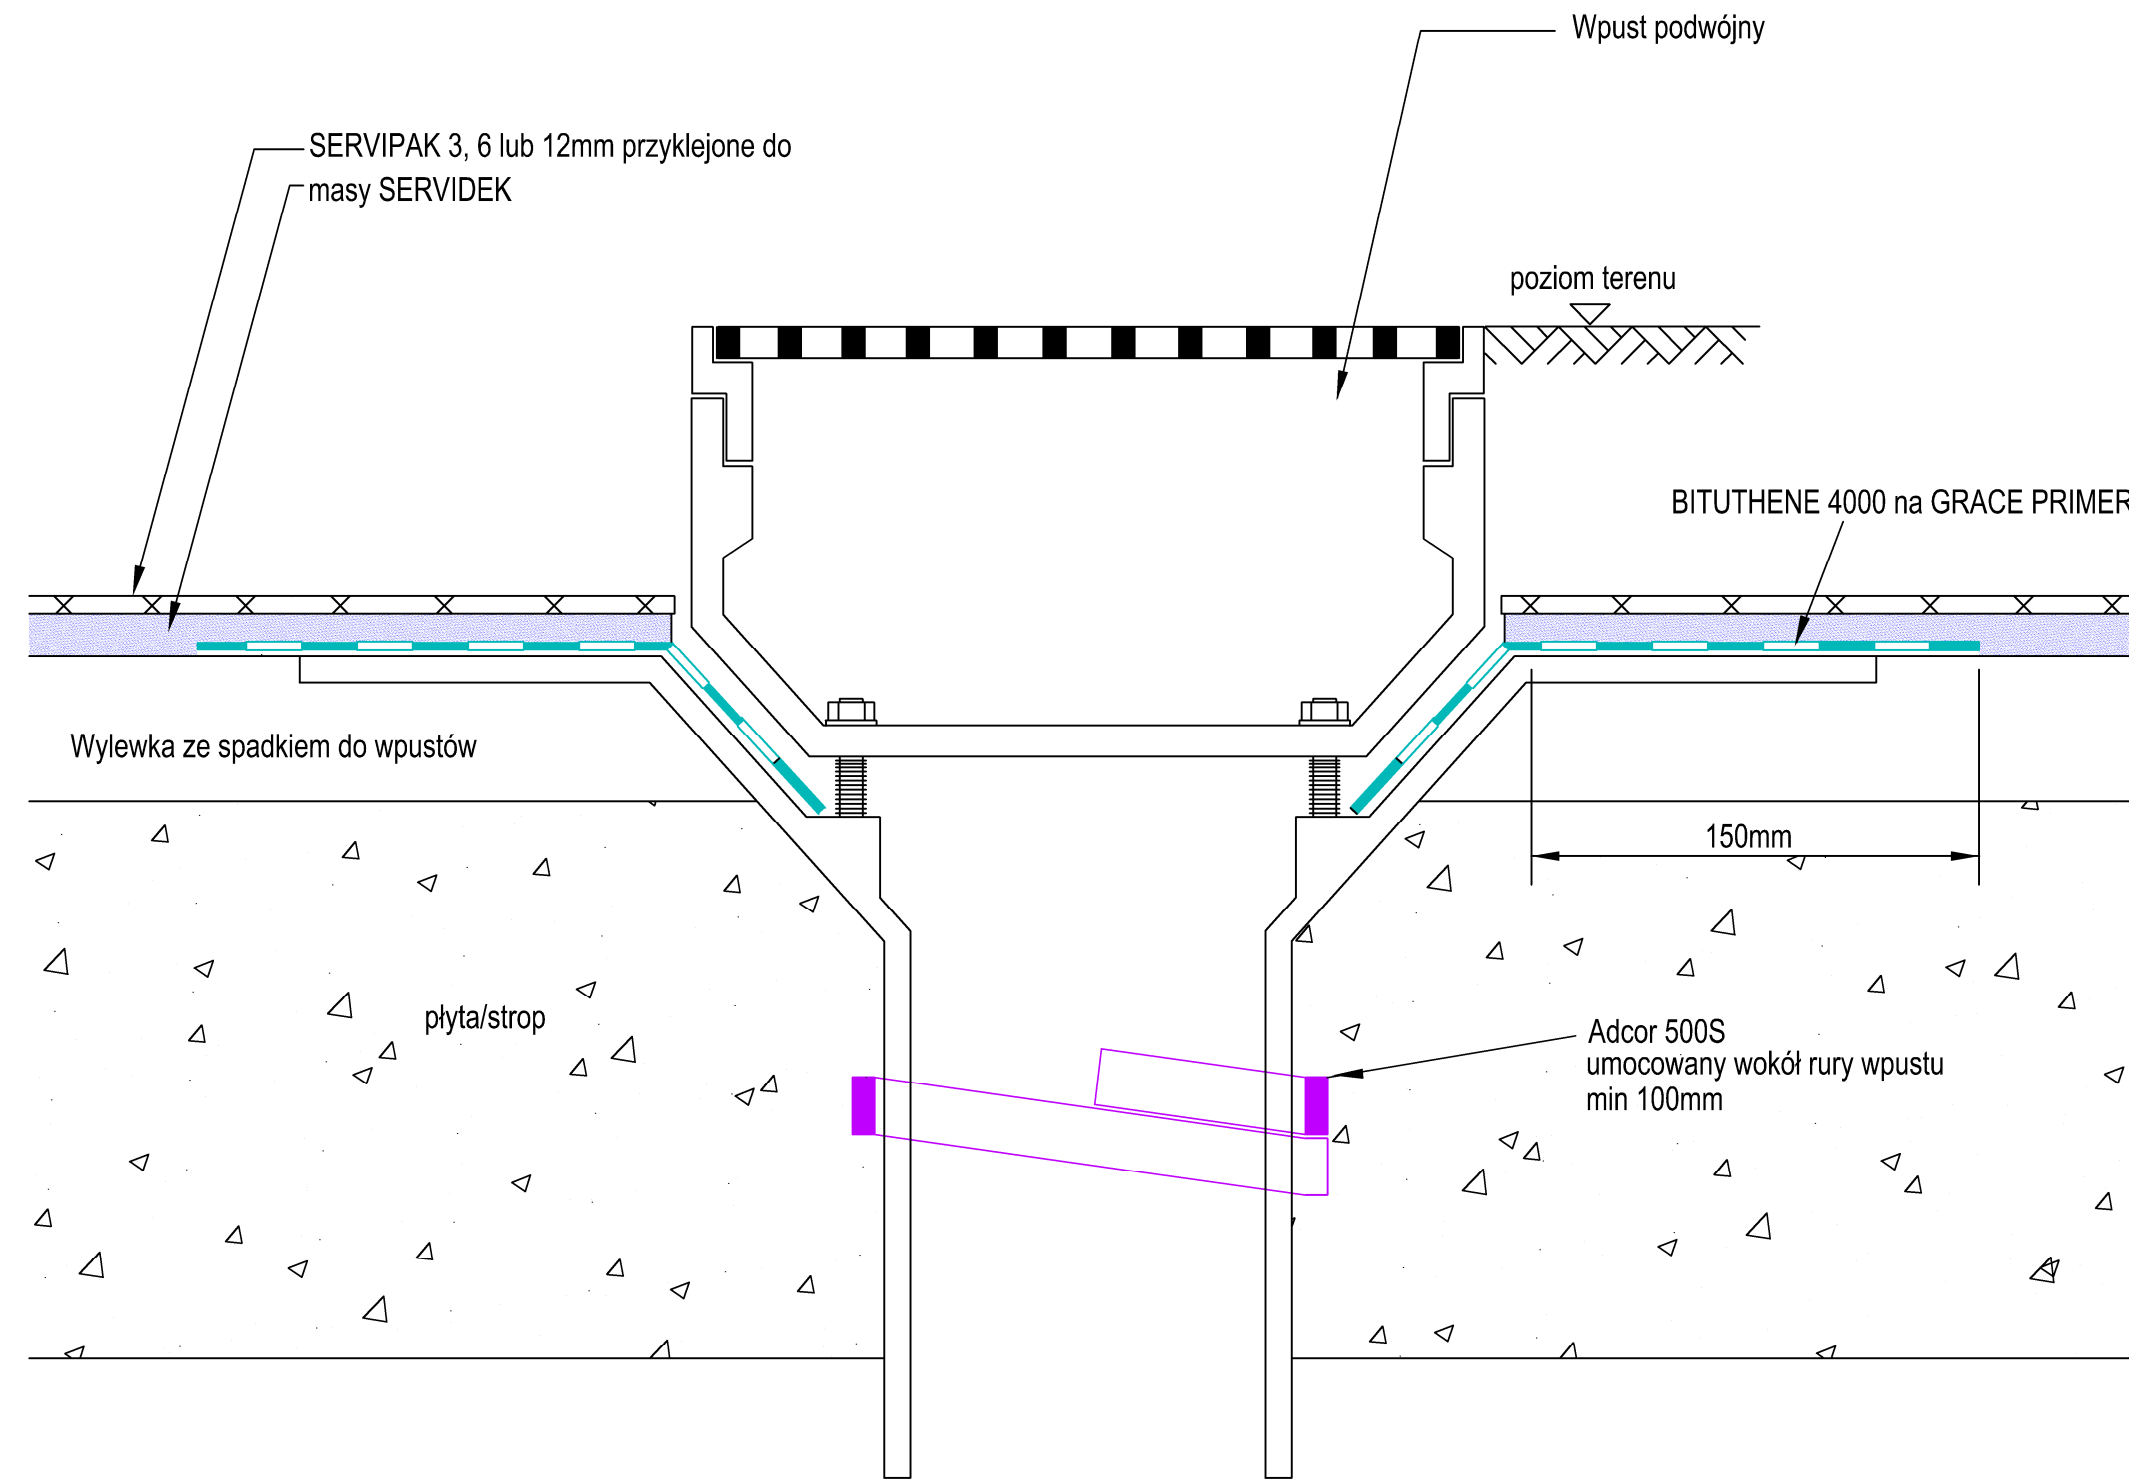 Wpust podwójny
SERVIPAK 3, 6 lub 12mm przyklejone do
masy SERVIDEK
poziom terenu
BITUTHENE 4000 na GRACE PRIMER
Wylewka ze spadkiem do wpustów
150mm
płyta/strop
Adcor 500S
umocowany wokół rury wpustu
min 100mm